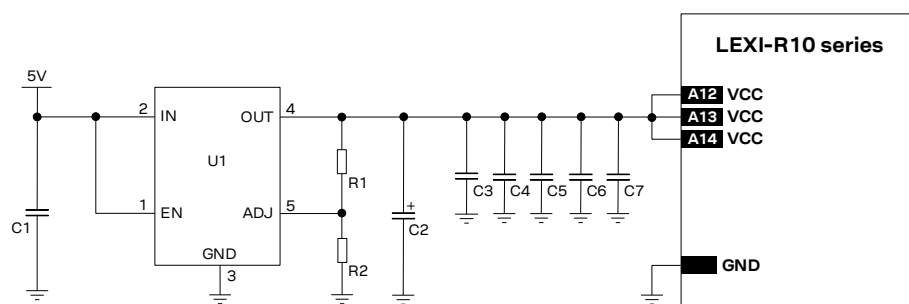 LEXI-R10 series
5V
A12 VCC
2 IN OUT 4
A13 VCC
A14 VCC
U1
R1
C3 C4 C5 C6 C7
1 EN ADJ 5
C1
+
C2
GND
R2
3
GND